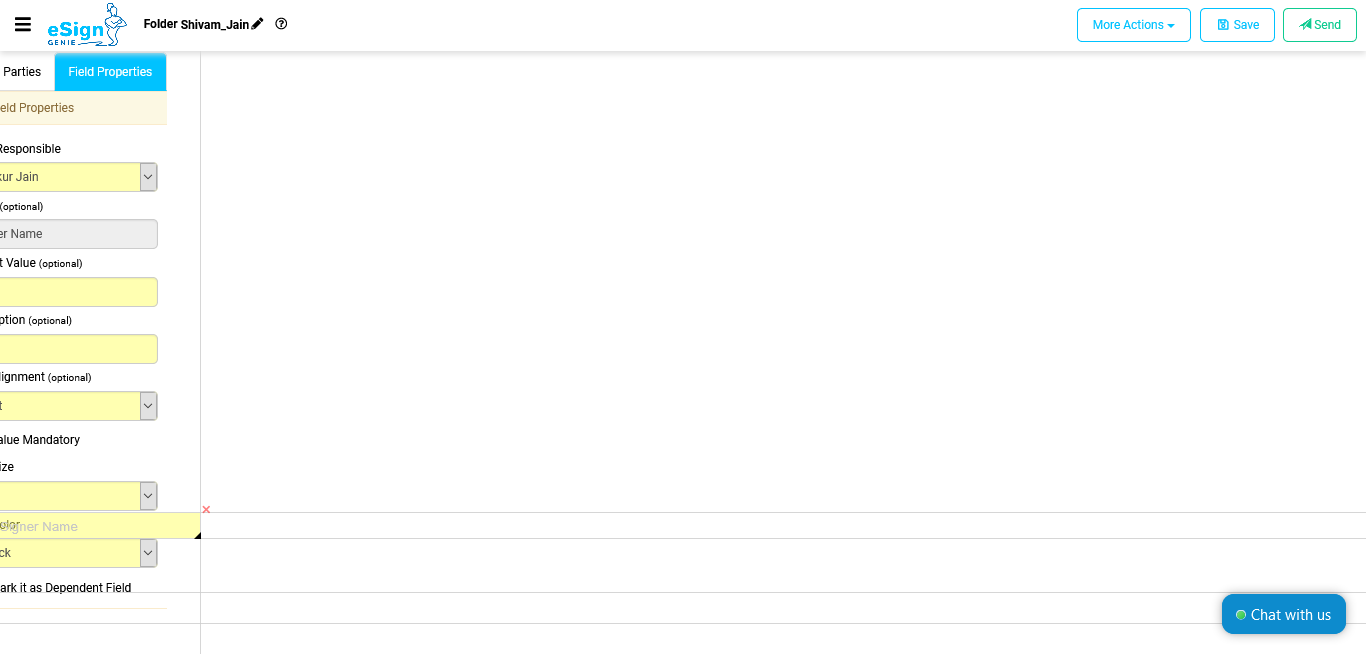 eSign
GENIE
Folder Shivam_Jain
More Actions
Save
Send
Parties
Field Properties
eld Properties
Responsible
kur Jain
(optional)
er Name
t Value (optional)
ption (optional)
lignment (optional)
t
alue Mandatory
ize
olor
Signer Name
ck
ark it as Dependent Field
Chat with us